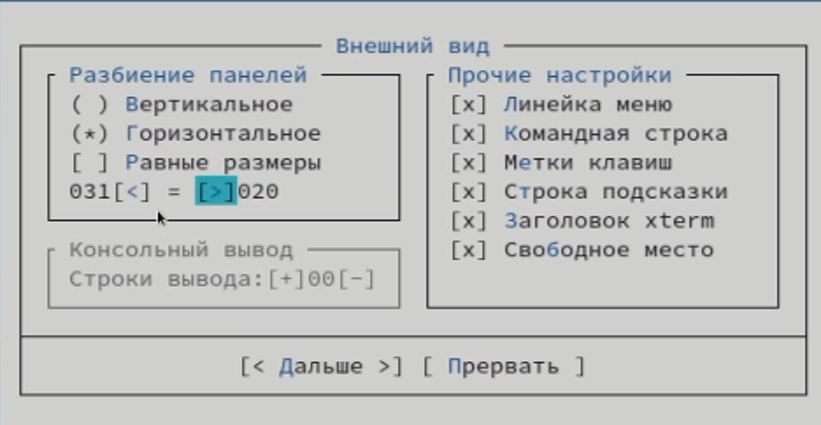 Внешний вид
Разбиение панелей
( ) Вертикальное
(*) Горизонтальное
[ ] Равные размеры
031[<] = [>]020
Консольный вывод
Строки вывода:[+]00[-]
Прочие настройки
[x] Линейка меню
[x] Командная строка
[x] Метки клавиш
[x] Строка подсказки
[x] Заголовок xterm
[x] Свободное место
[< Дальше >] [ Прервать ]